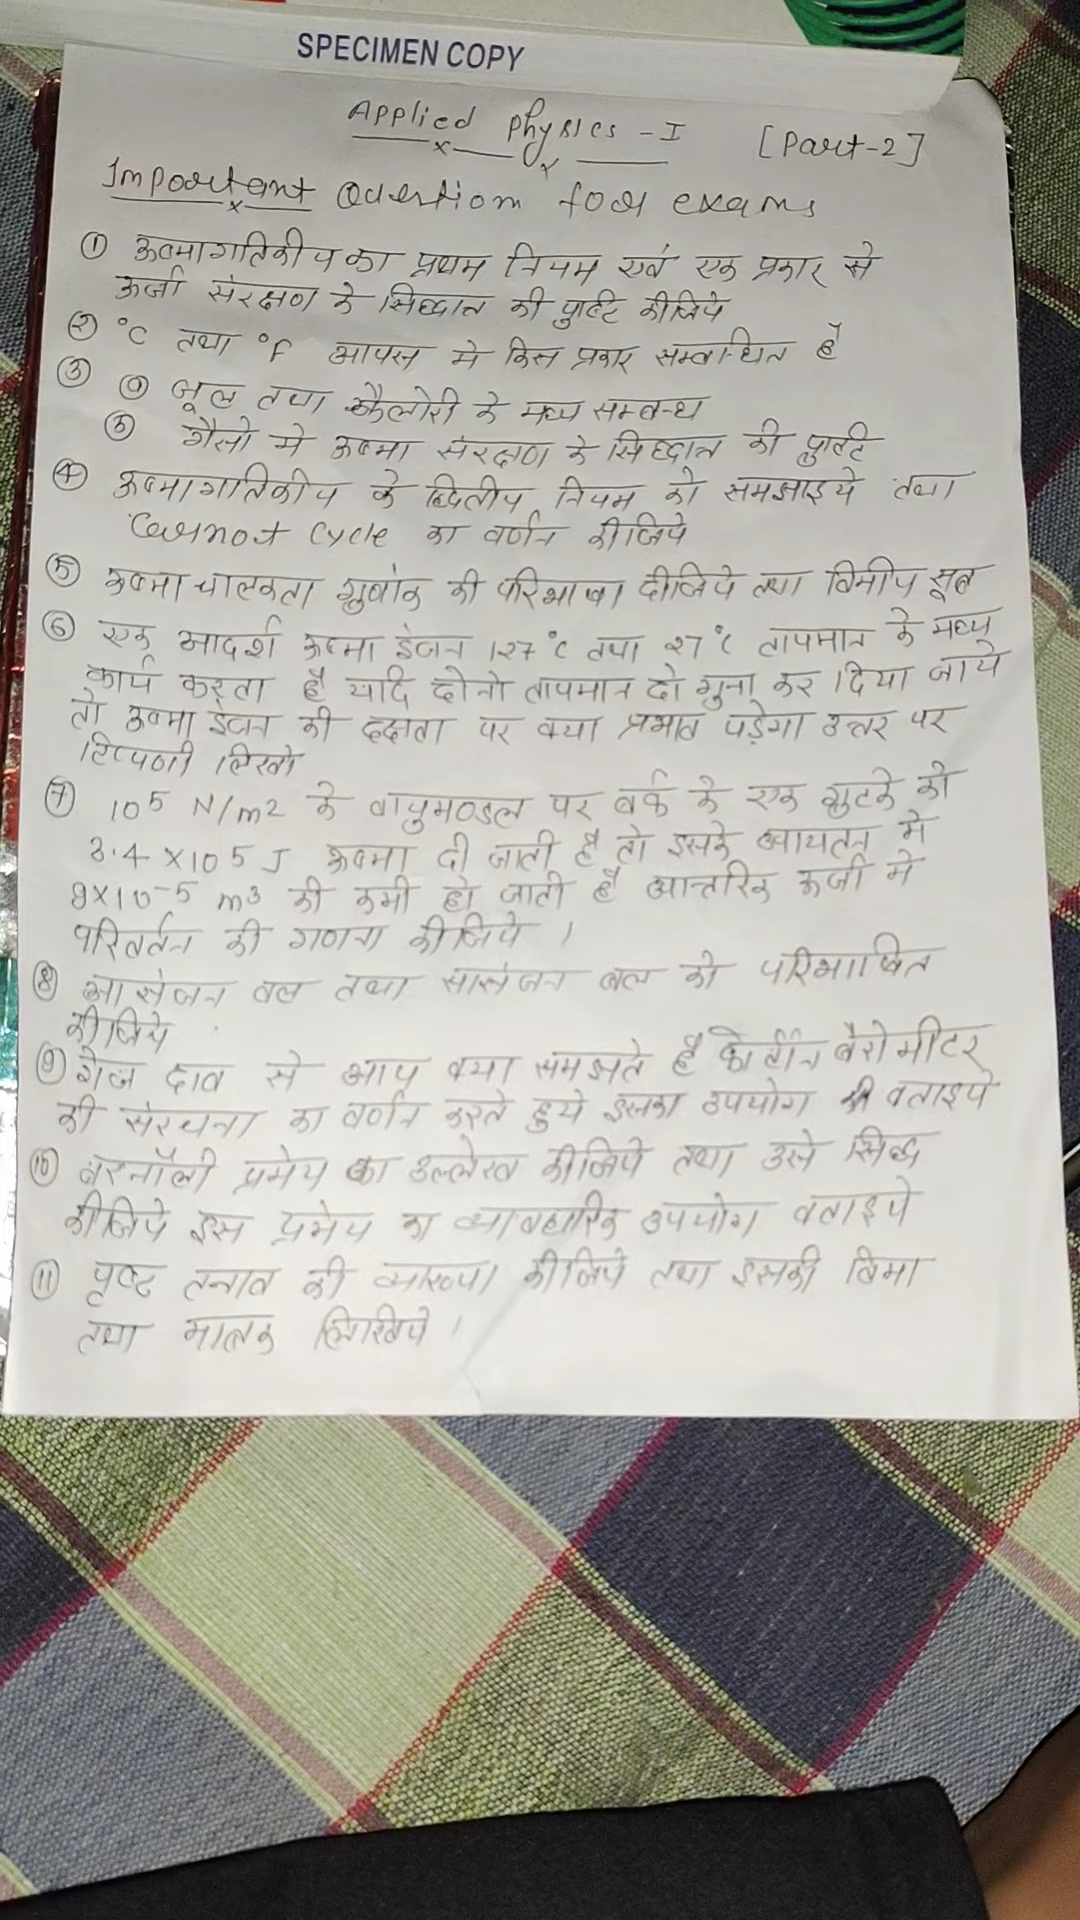 SPECIMEN COPY
Applied Physics - I [Part-2]
Important Question for exams
① ऊष्मागतिकीय का प्रथम नियम एवं एक प्रकार से
ऊर्जा संरक्षण के सिद्धान्त की पुष्टि कीजिये
② °C तथा °F आपस मे किस प्रकार सम्बन्धित है
③ ⓐ जूल तथा कैलोरी के मध्य सम्बन्ध
ⓑ गैसो मे ऊष्मा संरक्षण के सिद्धान्त की पुष्टि
④ ऊष्मागतिकीय के द्वितीय नियम को समझाइये तथा
Carnot Cycle का वर्णन कीजिये
⑤ ऊष्मा चालकता गुणांक की परिभाषा दीजिये तथा विमीय सूत्र
⑥ एक आदर्श ऊष्मा इंजन 127°C तथा 27°C तापमान के मध्य
कार्य करता है यदि दोनो तापमान दो गुना कर दिया जाये
तो ऊष्मा इंजन की दक्षता पर क्या प्रभाव पड़ेगा उत्तर पर
टिप्पणी लिखो
⑦ 10⁵ N/m2 के वायुमण्डल पर बर्फ के एक गुटके को
3.4 ×10⁵ J ऊष्मा दी जाती है तो इसके आयतन मे
9×10⁻⁵ m³ की कमी हो जाती है आन्तरिक ऊर्जा मे
परिवर्तन की गणना कीजिये ।
⑧ आसंजन बल तथा सासंजन बल को परिभाषित
कीजिये
⑨ गेज दाब से आप क्या समझते है फोर्टीन बैरोमीटर
की संरचना का वर्णन करते हुये इसका उपयोग भी बताइये
⑩ बरनॉली प्रमेय का उल्लेख कीजिये तथा उसे सिद्ध
कीजिये इस प्रमेय का व्यावहारिक उपयोग बताइये
⑪ पृष्ट तनाव की व्याख्या कीजिये तथा इसकी विमा
तथा मात्रक लिखिये ।